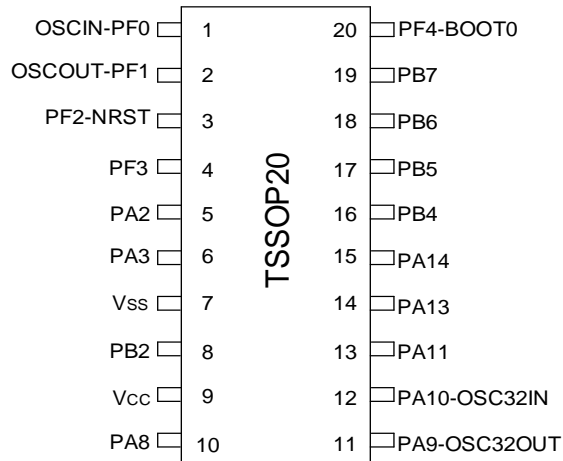 OSCIN-PF0 1 20 PF4-BOOT0
OSCOUT-PF1 2 19 PB7
PF2-NRST 3 18 PB6
PF3 4 17 PB5
PA2 5 16 PB4
PA3 6 15 PA14
Vss 7 14 PA13
PB2 8 13 PA11
Vcc 9 12 PA10-OSC32IN
PA8 10 11 PA9-OSC32OUT
TSSOP20